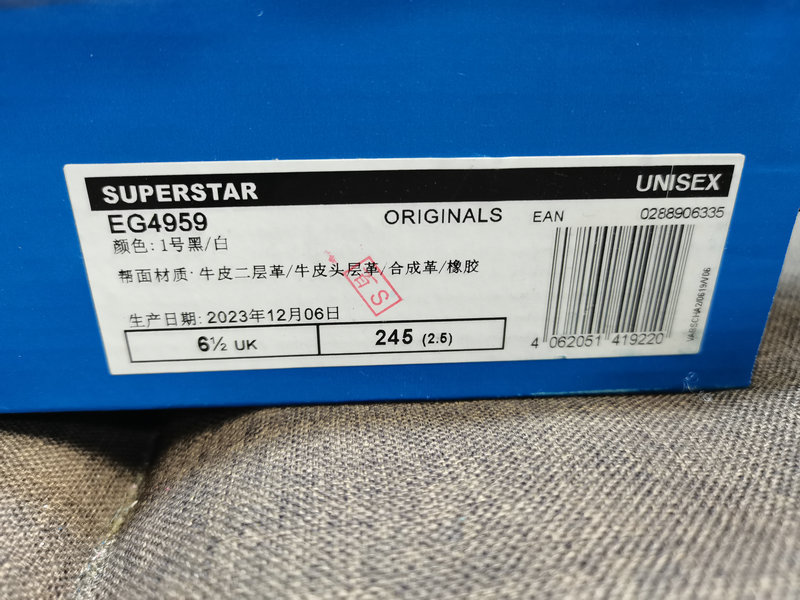 SUPERSTAR
UNISEX
EG4959
ORIGINALS
EAN
0288906335
颜色: 1号黑/白
帮面材质: 牛皮二层革/牛皮头层革/合成革/橡胶
生产日期: 2023年12月06日
6½ UK
245 (2.5)
4 062051 419220
S